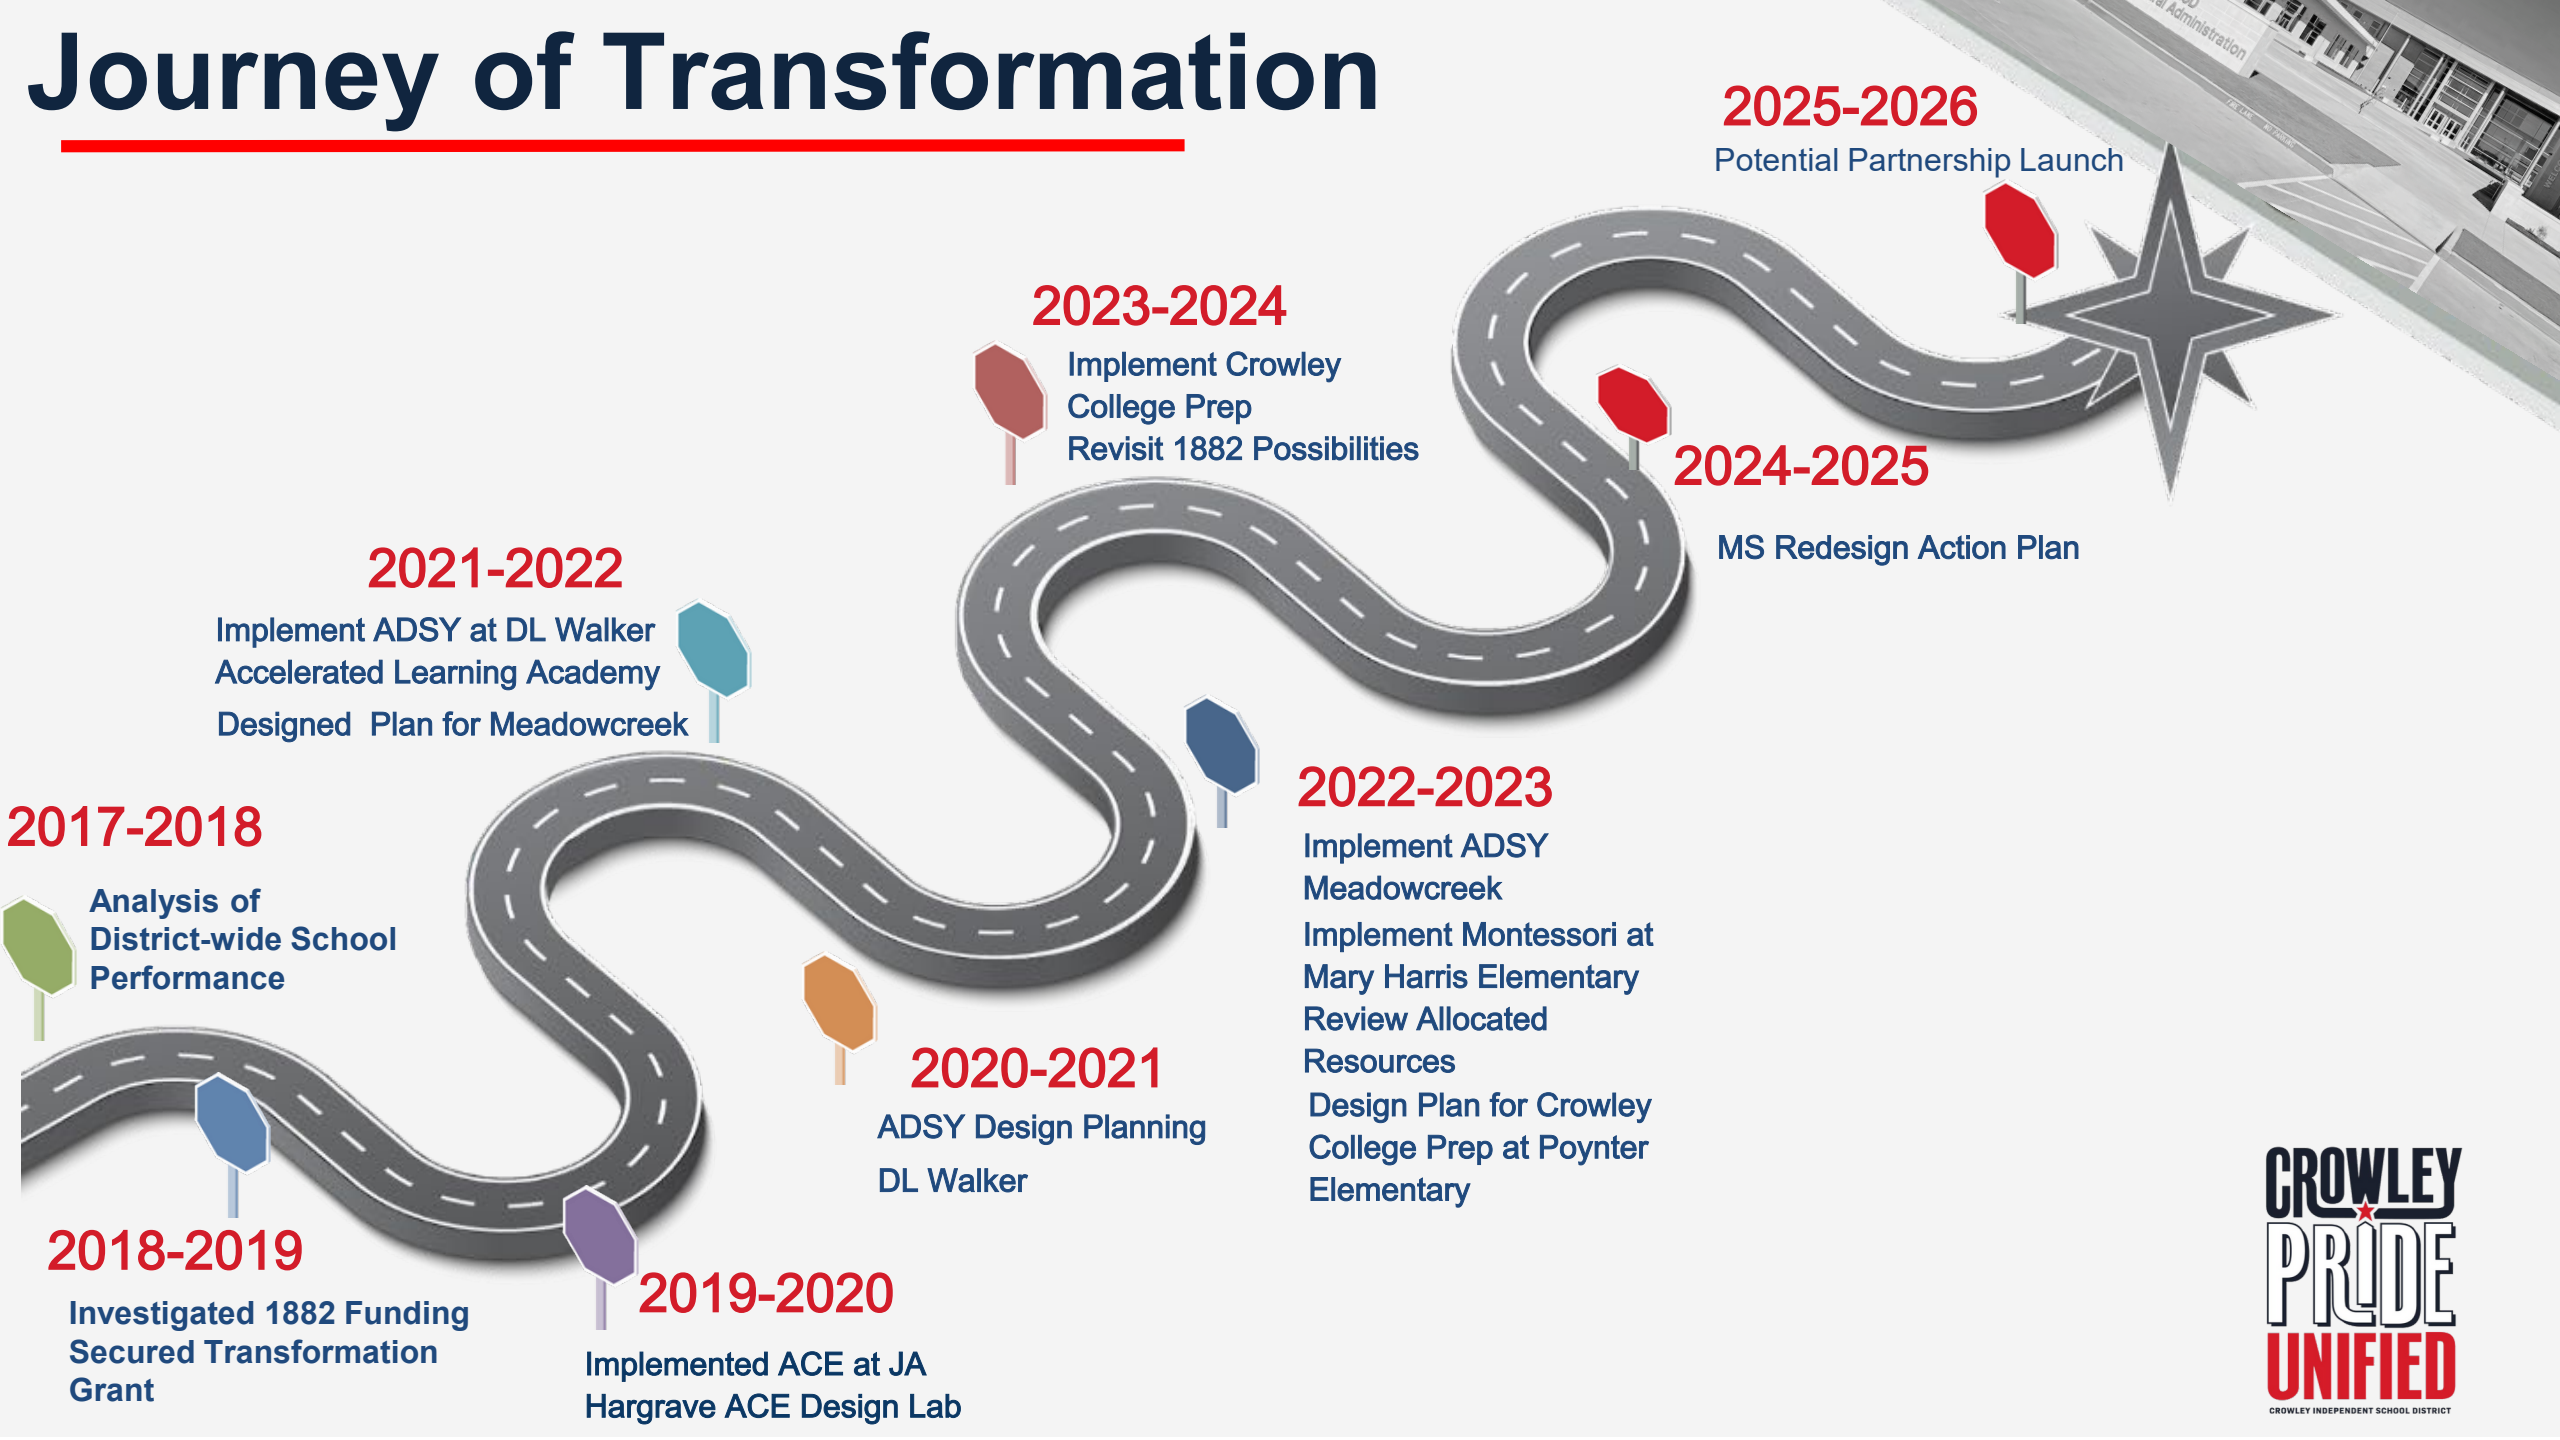 Journey of Transformation
ral Administration
2025-2026
Potential Partnership Launch
2023-2024
Implement Crowley
College Prep
Revisit 1882 Possibilities
2024-2025
MS Redesign Action Plan
2021-2022
Implement ADSY at DL Walker
Accelerated Learning Academy
Designed  Plan for Meadowcreek
2022-2023
Implement ADSY
Meadowcreek
Implement Montessori at
Mary Harris Elementary
Review Allocated
Resources
Design Plan for Crowley
College Prep at Poynter
Elementary
2017-2018
Analysis of
District-wide School
Performance
2020-2021
ADSY Design Planning
DL Walker
2018-2019
Investigated 1882 Funding
Secured Transformation
Grant
2019-2020
Implemented ACE at JA
Hargrave ACE Design Lab
CROWLEY
PRIDE
UNIFIED
CROWLEY INDEPENDENT SCHOOL DISTRICT